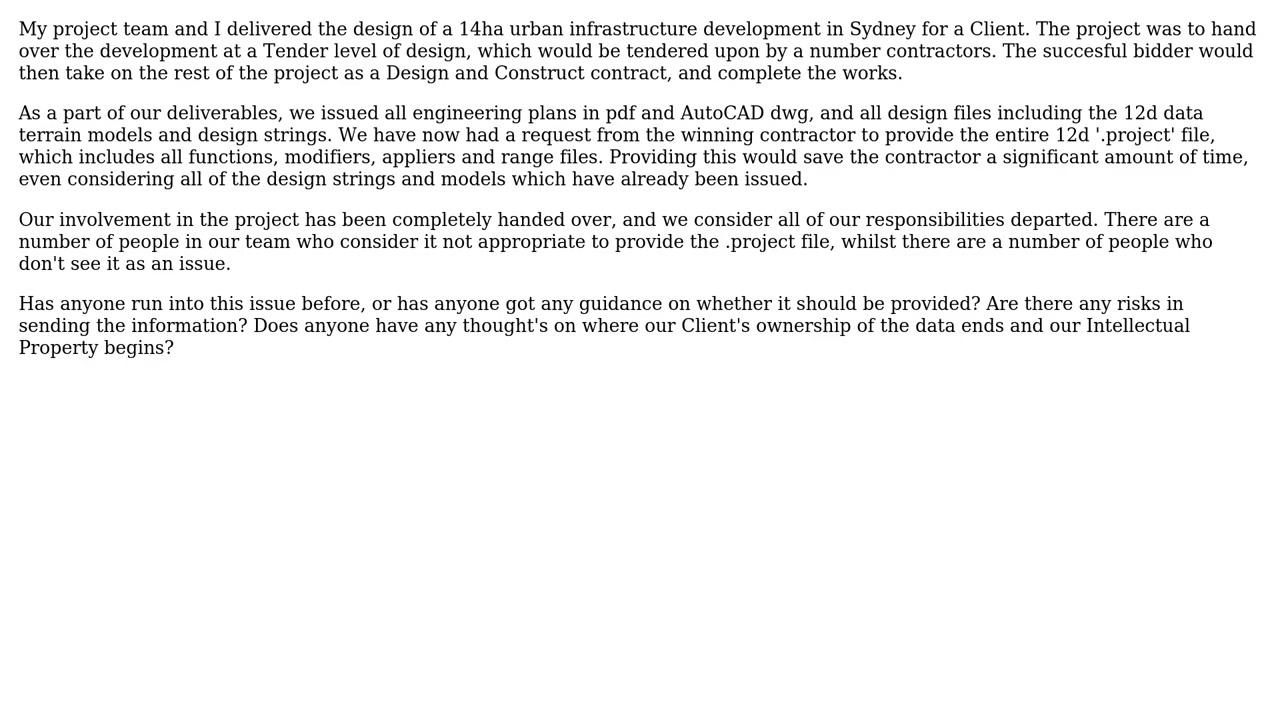 My project team and I delivered the design of a 14ha urban infrastructure development in Sydney for a Client. The project was to hand
over the development at a Tender level of design, which would be tendered upon by a number contractors. The succesful bidder would
then take on the rest of the project as a Design and Construct contract, and complete the works.
As a part of our deliverables, we issued all engineering plans in pdf and AutoCAD dwg, and all design files including the 12d data
terrain models and design strings. We have now had a request from the winning contractor to provide the entire 12d '.project' file,
which includes all functions, modifiers, appliers and range files. Providing this would save the contractor a significant amount of time,
even considering all of the design strings and models which have already been issued.
Our involvement in the project has been completely handed over, and we consider all of our responsibilities departed. There are a
number of people in our team who consider it not appropriate to provide the .project file, whilst there are a number of people who
don't see it as an issue.
Has anyone run into this issue before, or has anyone got any guidance on whether it should be provided? Are there any risks in
sending the information? Does anyone have any thought's on where our Client's ownership of the data ends and our Intellectual
Property begins?